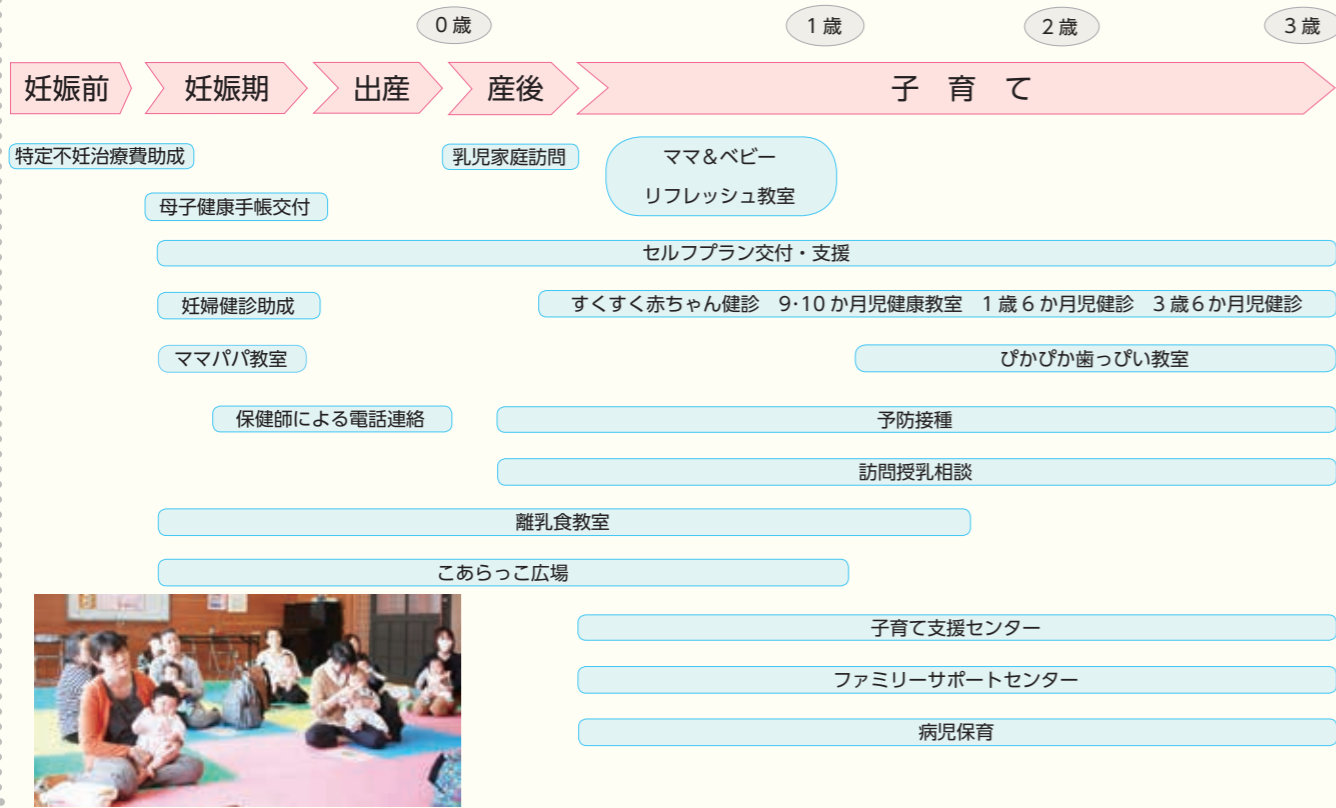 0歳
1歳
2歳
3歳
妊娠前
妊娠期
出産
産後
子育て
特定不妊治療費助成
乳児家庭訪問
ママ&ベビー
リフレッシュ教室
母子健康手帳交付
セルフプラン交付・支援
妊婦健診助成
すくすく赤ちゃん健診 9・10か月児健康教室 1歳6か月児健診 3歳6か月児健診
ママパパ教室
ぴかぴか歯っぴい教室
保健師による電話連絡
予防接種
訪問授乳相談
離乳食教室
こあらっこ広場
子育て支援センター
ファミリーサポートセンター
病児保育